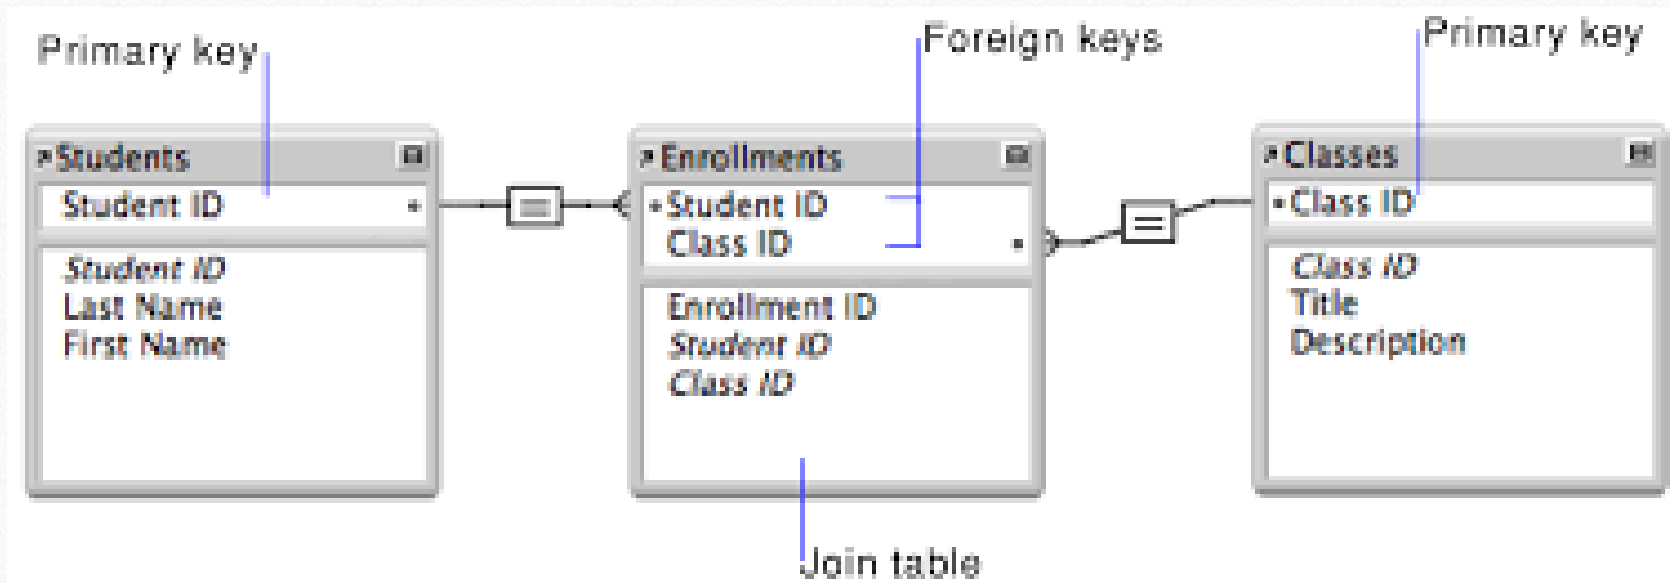 Primary key
Foreign keys
Primary key
Students
Student ID
Student ID
Last Name
First Name
Enrollments
Student ID
Class ID
Enrollment ID
Student ID
Class ID
Classes
Class ID
Class ID
Title
Description
Join table